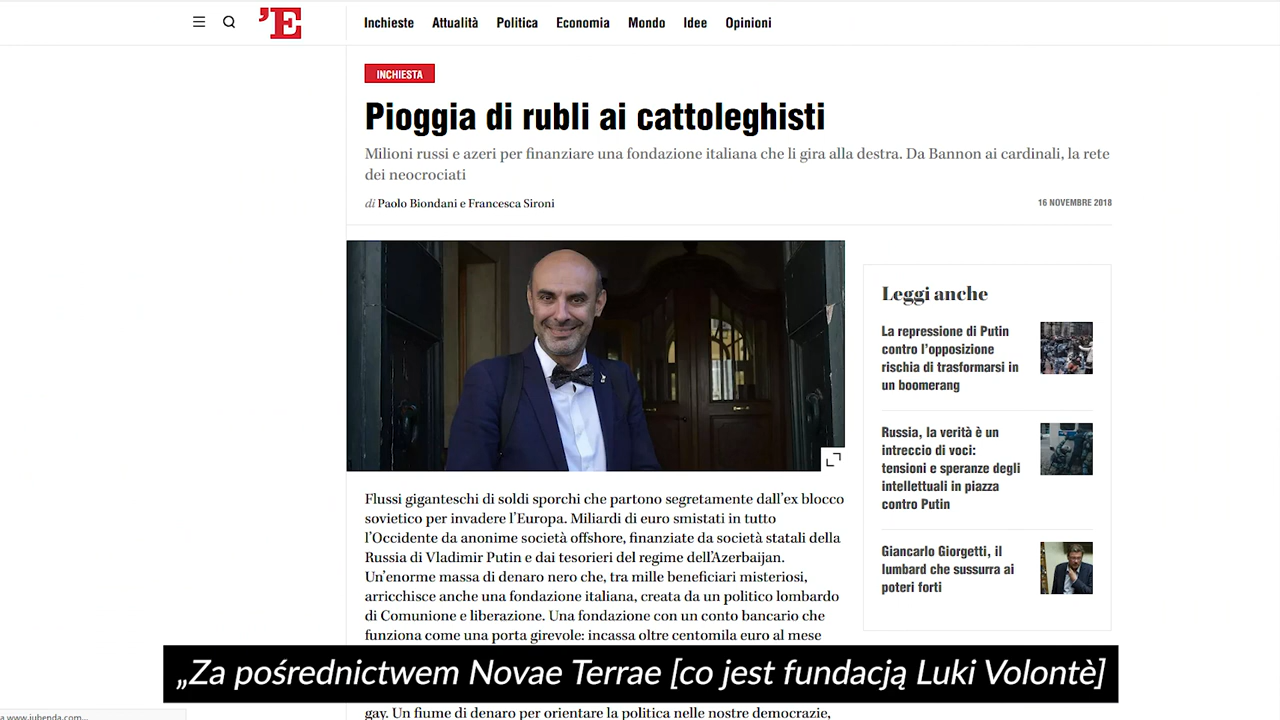 'E
Inchieste Attualità Politica Economia Mondo Idee Opinioni
INCHIESTA
Pioggia di rubli ai cattoleghisti
Milioni russi e azeri per finanziare una fondazione italiana che li gira alla destra. Da Bannon ai cardinali, la rete
dei neocrociati
di Paolo Biondani e Francesca Sironi
16 NOVEMBRE 2018
Flussi giganteschi di soldi sporchi che partono segretamente dall'ex blocco
sovietico per invadere l'Europa. Miliardi di euro smistati in tutto
l'Occidente da anonime società offshore, finanziate da società statali della
Russia di Vladimir Putin e dai tesorieri del regime dell'Azerbaijan.
Un'enorme massa di denaro nero che, tra mille beneficiari misteriosi,
arricchisce anche una fondazione italiana, creata da un politico lombardo
di Comunione e liberazione. Una fondazione con un conto bancario che
funziona come una porta girevole: incassa oltre centomila euro al mese
gay. Un fiume di denaro per orientare la politica nelle nostre democrazie,
Leggi anche
La repressione di Putin
contro l'opposizione
rischia di trasformarsi in
un boomerang
Russia, la verità è un
intreccio di voci:
tensioni e speranze degli
intellettuali in piazza
contro Putin
Giancarlo Giorgetti, il
lumbard che sussurra ai
poteri forti
„Za pośrednictwem Novae Terrae [co jest fundacją Luki Volontè]
a www.iubenda.com...